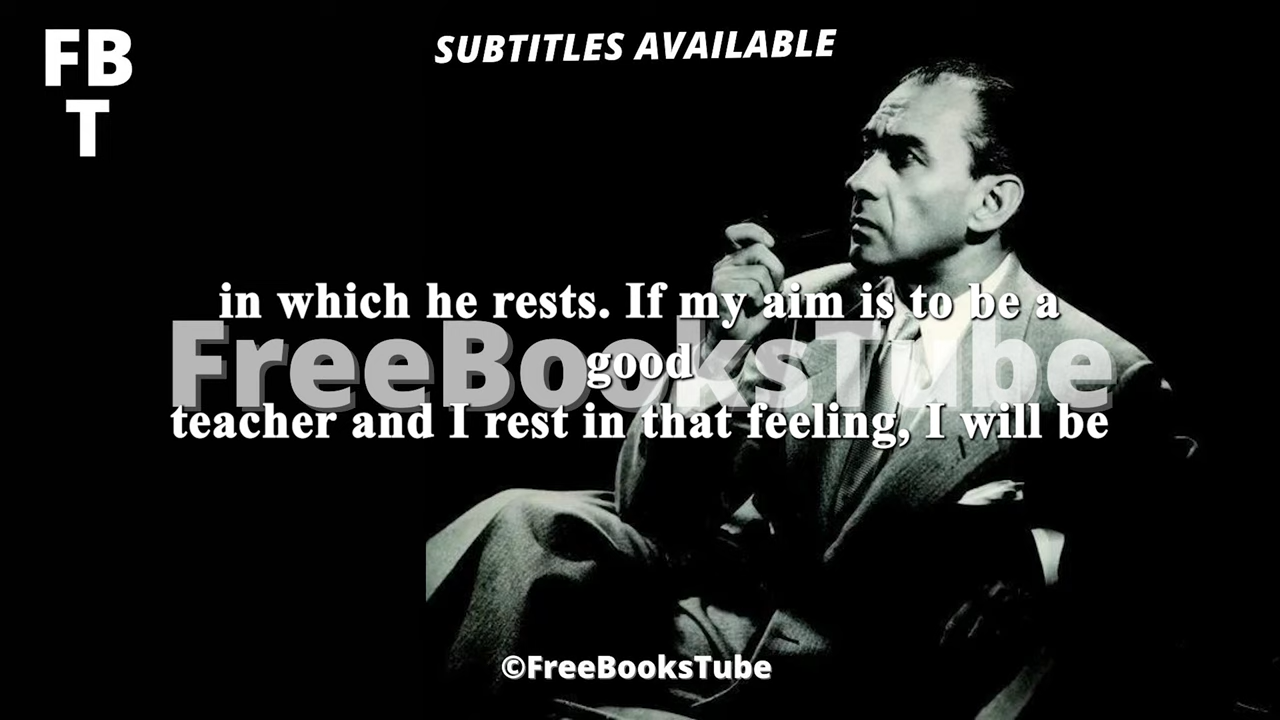 FB
T
SUBTITLES AVAILABLE
in which he rests. If my aim is to be a
good
FreeBooksTube
teacher and I rest in that feeling, I will be
©FreeBooksTube